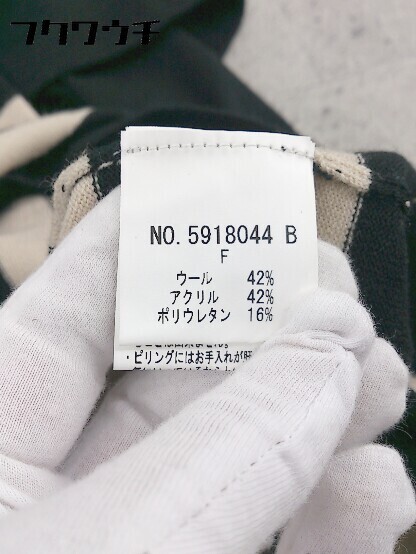 フクワウチ
NO. 5918044 B
F
ウール 42%
アクリル 42%
ポリウレタン 16%
・ピリングにはお手入れが肝